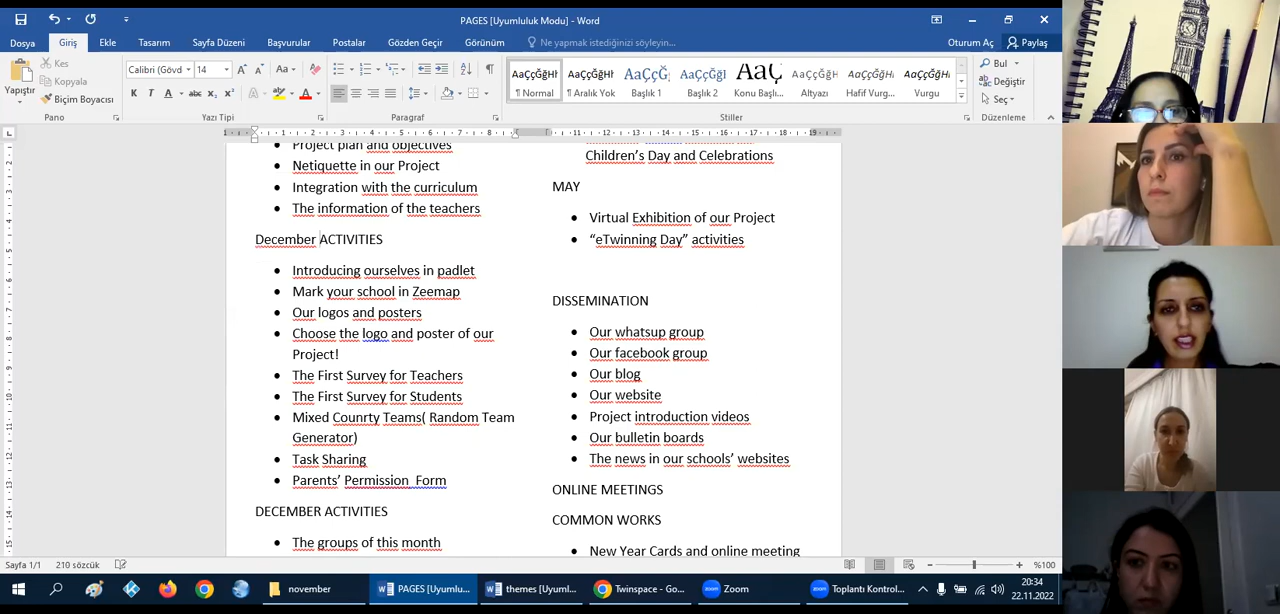 PAGES [Uyumluluk Modu] - Word
Dosya Giriş Ekle Tasarım Sayfa Düzeni Başvurular Postalar Gözden Geçir Görünüm Ne yapmak istediğinizi söyleyin... Oturum Aç Paylaş
Yapıştır
Kes
Kopyala
Biçim Boyacısı
Pano
Calibri (Gövd 14
Yazı Tipi
Paragraf
AaÇçĞğHł AaÇçĞğHł AaÇçĞ AaÇçĞğI AaÇ AaÇçĞğH AaÇçĞğHł AaÇçĞğHł
¶ Normal ¶ Aralık Yok Başlık 1 Başlık 2 Konu Başlı... Altyazı Hafif Vurg... Vurgu
Stiller
Bul
Değiştir
Seç
Düzenleme
Project plan and objectives
Netiquette in our Project
Integration with the curriculum
The information of the teachers
December ACTIVITIES
Introducing ourselves in padlet
Mark your school in Zeemap
Our logos and posters
Choose the logo and poster of our
Project!
The First Survey for Teachers
The First Survey for Students
Mixed Counrty Teams( Random Team
Generator)
Task Sharing
Parents' Permission Form
DECEMBER ACTIVITIES
The groups of this month
Children's Day and Celebrations
MAY
Virtual Exhibition of our Project
"eTwinning Day" activities
DISSEMINATION
Our whatsup group
Our facebook group
Our blog
Our website
Project introduction videos
Our bulletin boards
The news in our schools' websites
ONLINE MEETINGS
COMMON WORKS
New Year Cards and online meeting
Sayfa 1/1 210 sözcük %100
november PAGES [Uyumlu... themes [Uyuml... Twinspace - Go... Zoom Toplantı Kontrol...
20:34
22.11.2022